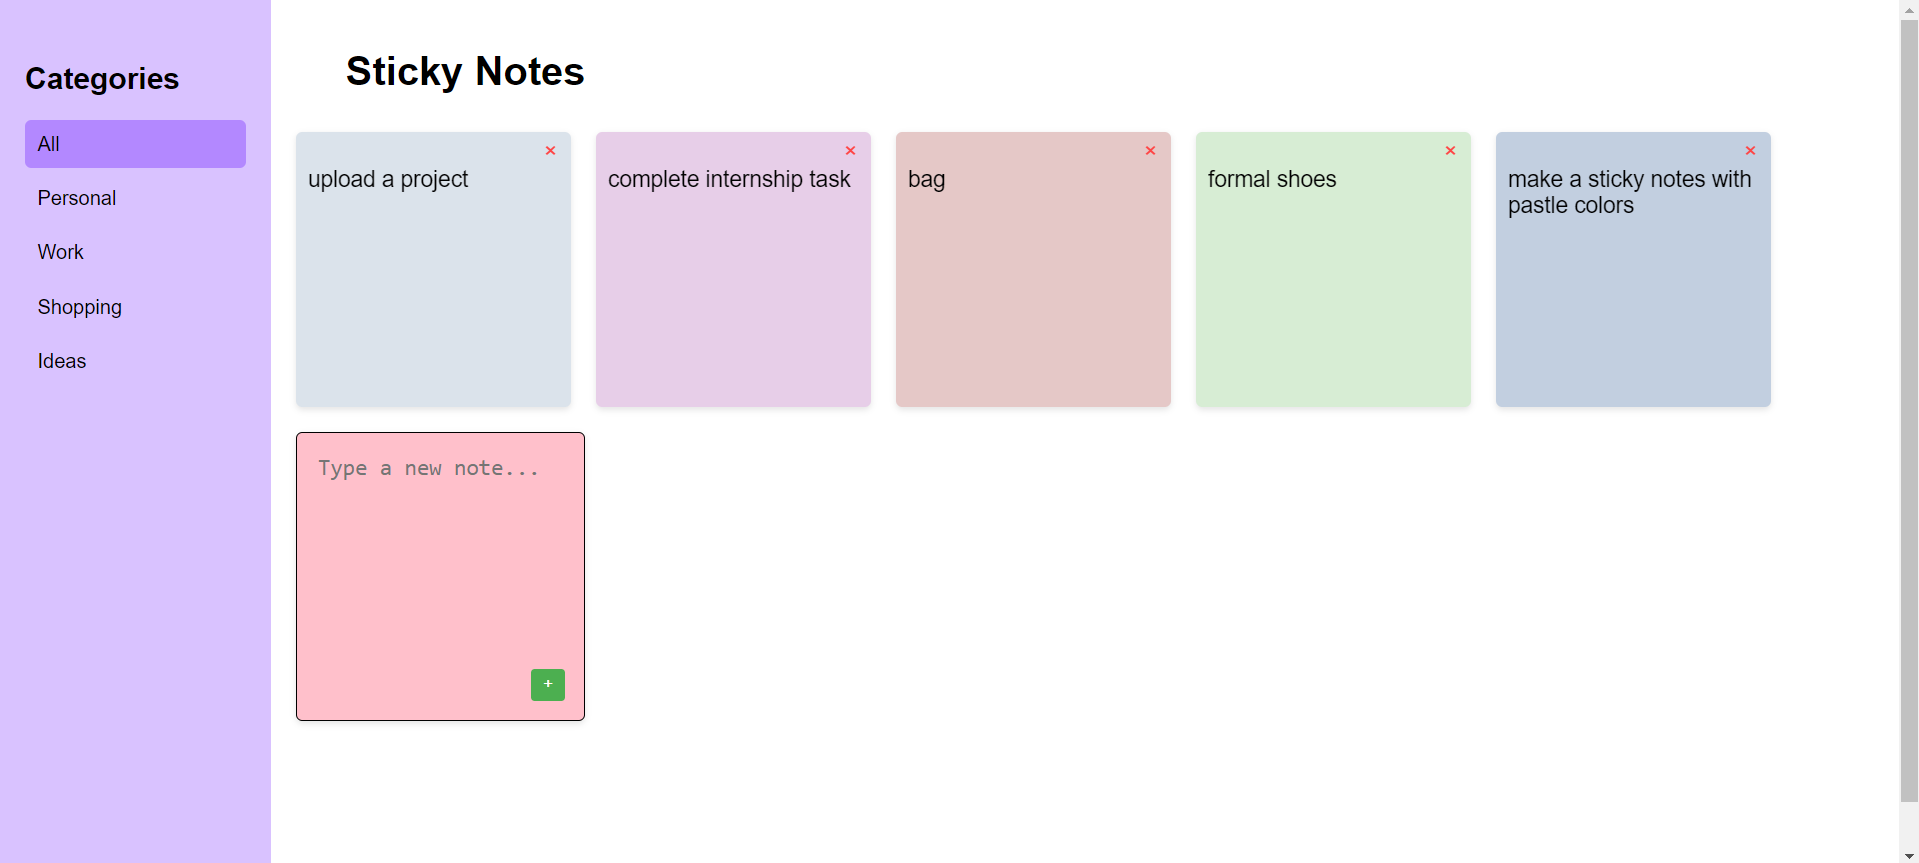 Categories
All
Personal
Work
Shopping
Ideas
Sticky Notes
×
upload a project
×
complete internship task
×
bag
×
formal shoes
×
make a sticky notes with
pastle colors
Type a new note...
+